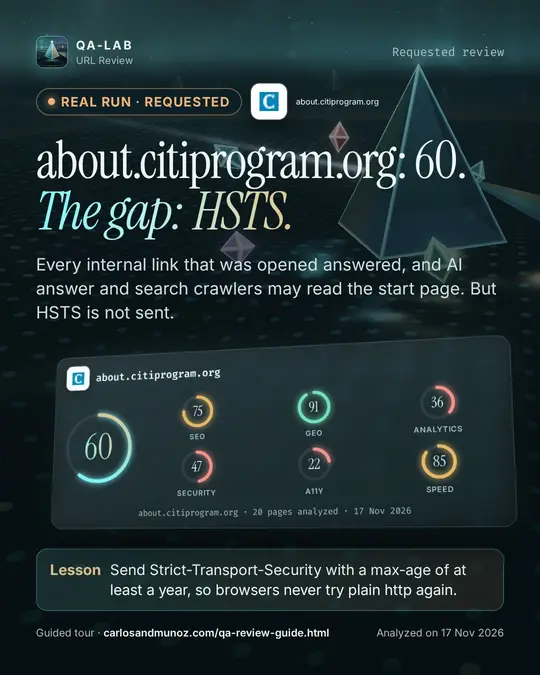 QA-LAB
URL Review
Requested review
REAL RUN · REQUESTED
C
about.citiprogram.org
about.citiprogram.org: 60.
The gap: HSTS.
Every internal link that was opened answered, and AI
answer and search crawlers may read the start page. But
HSTS is not sent.
C
about.citiprogram.org
60
75
SEO
91
GEO
36
ANALYTICS
47
SECURITY
22
A11Y
85
SPEED
about.citiprogram.org · 20 pages analyzed · 17 Nov 2026
Lesson
Send Strict-Transport-Security with a max-age of at
least a year, so browsers never try plain http again.
Guided tour · carlosandmunoz.com/qa-review-guide.html
Analyzed on 17 Nov 2026